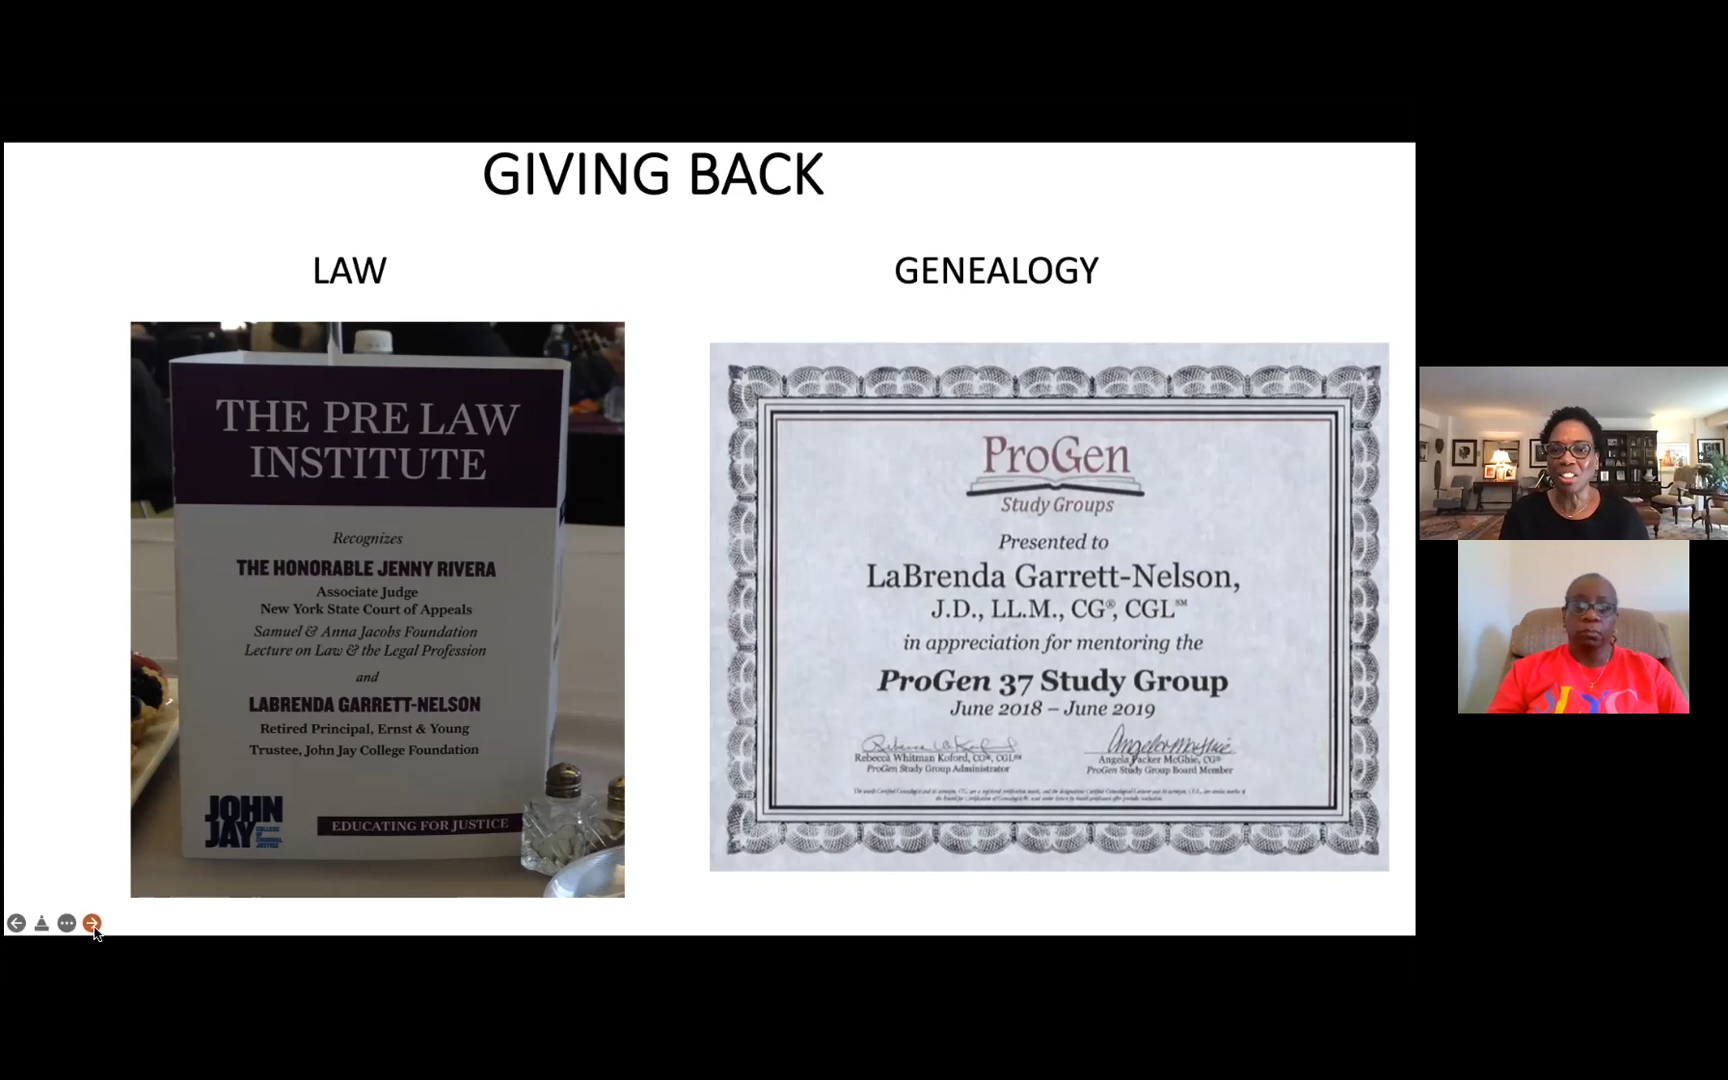 GIVING BACK
LAW
GENEALOGY
THE PRE LAW
INSTITUTE
Recognizes
THE HONORABLE JENNY RIVERA
Associate Judge
New York State Court of Appeals
Samuel & Anna Jacobs Foundation
Lecture on Law & the Legal Profession
and
LABRENDA GARRETT-NELSON
Retired Principal, Ernst & Young
Trustee, John Jay College Foundation
JOHN
JAY
COLLEGE
OF
CRIMINAL
JUSTICE
EDUCATING FOR JUSTICE
ProGen
Study Groups
Presented to
LaBrenda Garrett-Nelson,
J.D., LL.M., CG®, CGL℠
in appreciation for mentoring the
ProGen 37 Study Group
June 2018 – June 2019
Rebecca Whitman Koford, CG®, CGL℠
ProGen Study Group Administrator
Angela Packer McGhie, CG®
ProGen Study Group Board Member